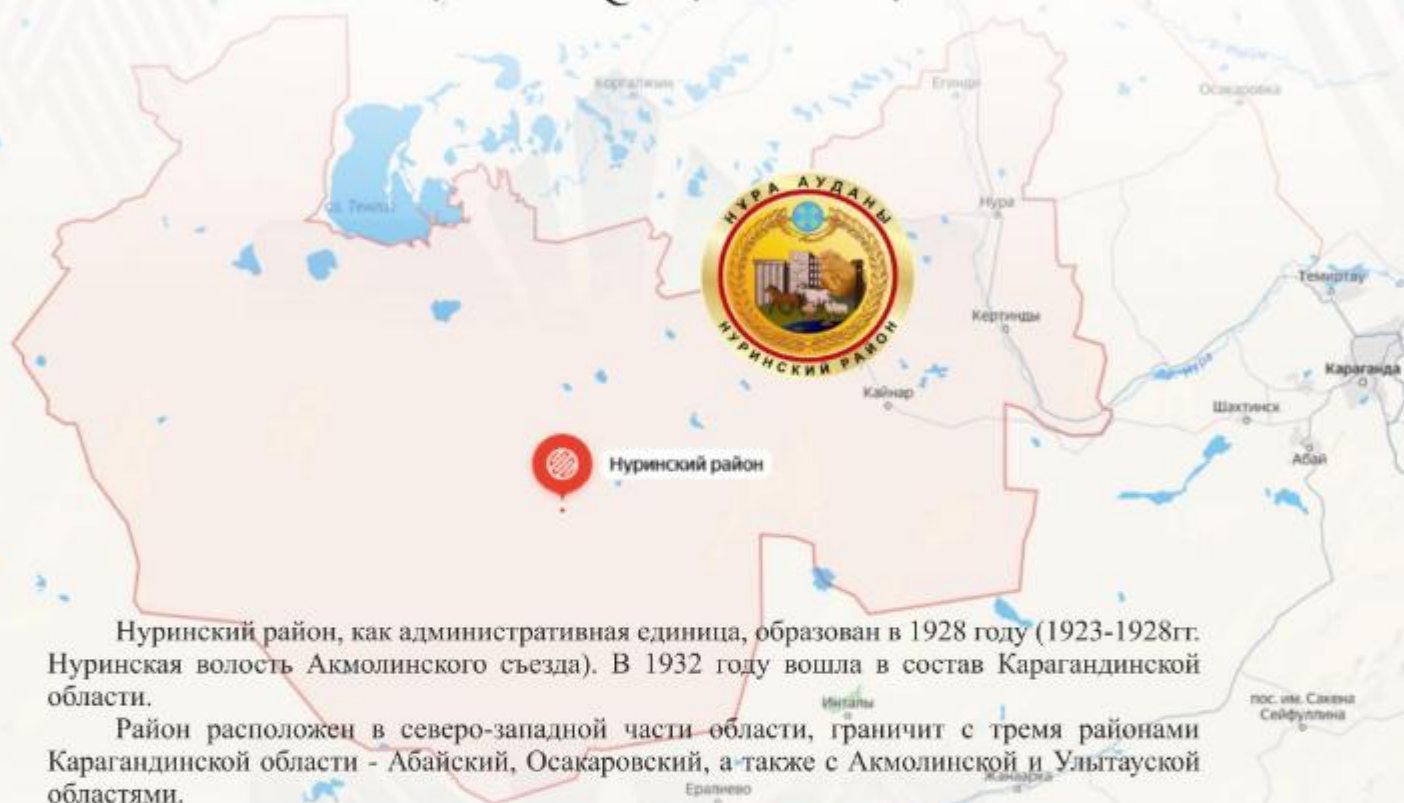 Коргалжын
Егинди
Осакаровка
оз. Тениз
НҰРА АУДАНЫ
НУРИНСКИЙ РАЙОН
Нура
Темиртау
Кертинды
Нура
Караганда
Кайнар
Шахтинск
Абай
Нуринский район
Нуринский район, как административная единица, образован в 1928 году (1923-1928гг.
Нуринская волость Акмолинского съезда). В 1932 году вошла в состав Карагандинской
области.
Инталы
пос. им. Сакена
Сейфуллина
Район расположен в северо-западной части области, граничит с тремя районами
Карагандинской области - Абайский, Осакаровский, а также с Акмолинской и Улытауской
областями.
Жанаарка
Ералиево